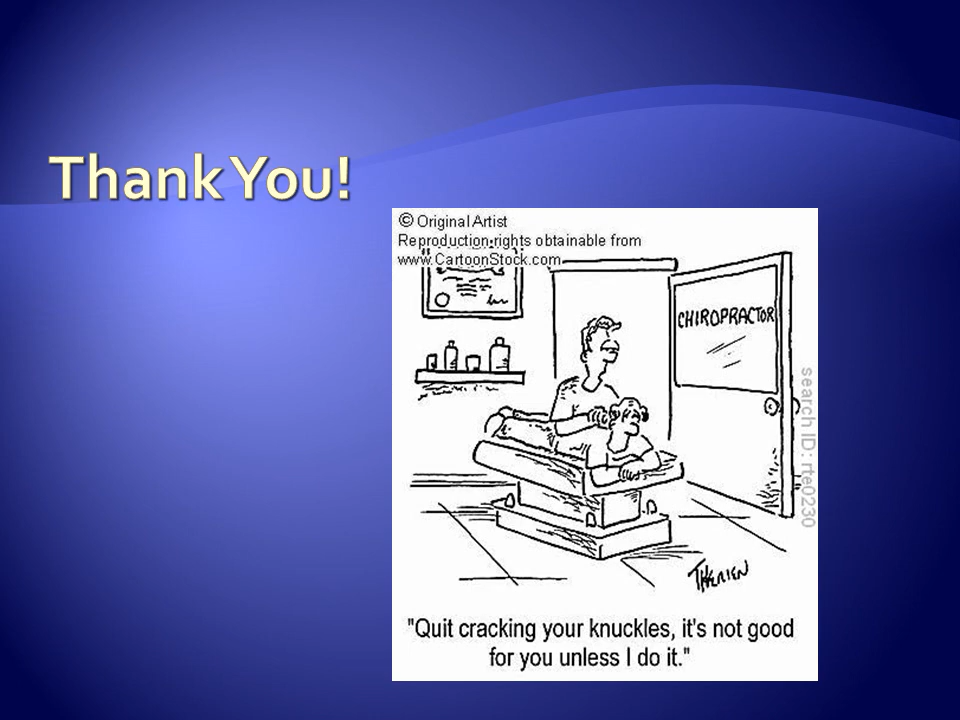 Thank You!
© Original Artist
Reproduction rights obtainable from
www.CartoonStock.com
CHIROPRACTOR
search ID: rte0230
THERIEN
"Quit cracking your knuckles, it's not good
for you unless I do it."